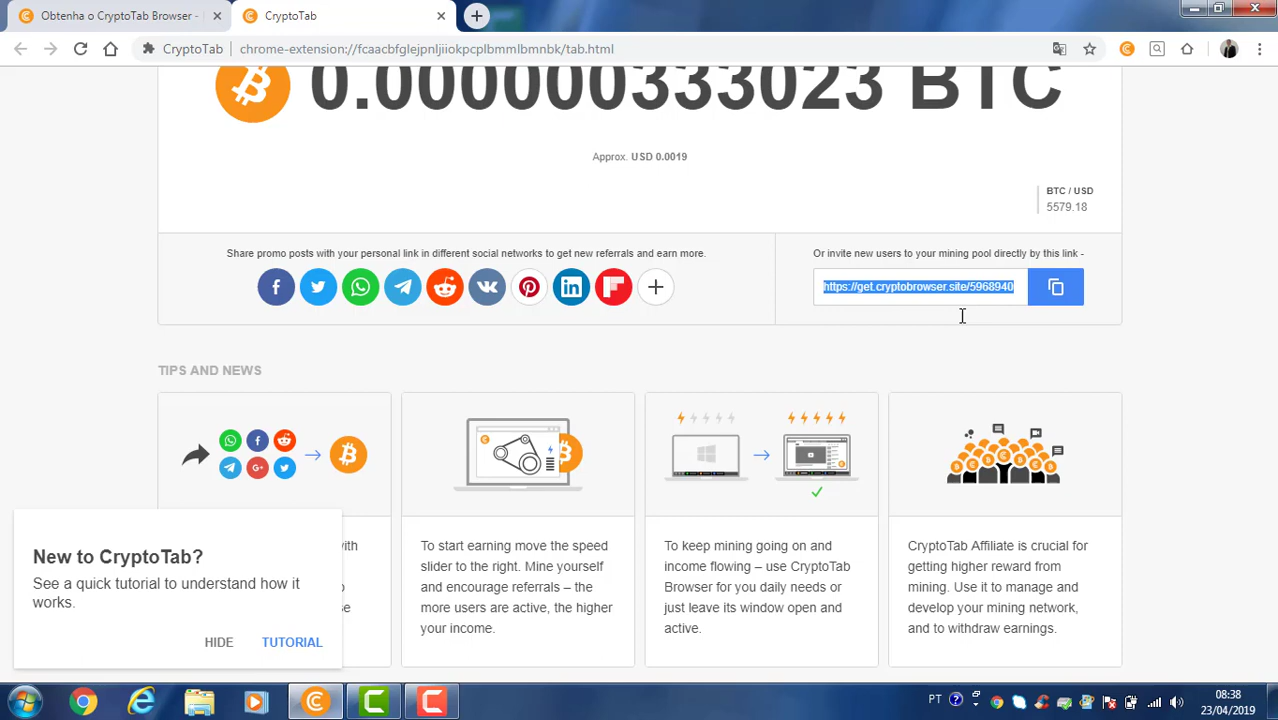 Obtenha o CryptoTab Browser -
CryptoTab
CryptoTab
chrome-extension://fcaacbfglejpnljiiokpcplbmmlbmnbk/tab.html
0.000000333023 BTC
Approx. USD 0.0019
BTC / USD
5579.18
Share promo posts with your personal link in different social networks to get new referrals and earn more.
Or invite new users to your mining pool directly by this link -
https://get.cryptobrowser.site/5968940
TIPS AND NEWS
with
to
se
To start earning move the speed
slider to the right. Mine yourself
and encourage referrals – the
more users are active, the higher
your income.
To keep mining going on and
income flowing – use CryptoTab
Browser for you daily needs or
just leave its window open and
active.
CryptoTab Affiliate is crucial for
getting higher reward from
mining. Use it to manage and
develop your mining network,
and to withdraw earnings.
New to CryptoTab?
See a quick tutorial to understand how it
works.
HIDE
TUTORIAL
PT
08:38
23/04/2019